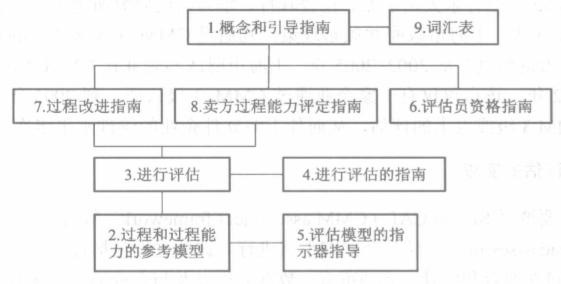 1.概念和引导指南
9.词汇表
7.过程改进指南
8.卖方过程能力评定指南
6.评估员资格指南
3.进行评估
4.进行评估的指南
2.过程和过程能
力的参考模型
5.评估模型的指
示器指导